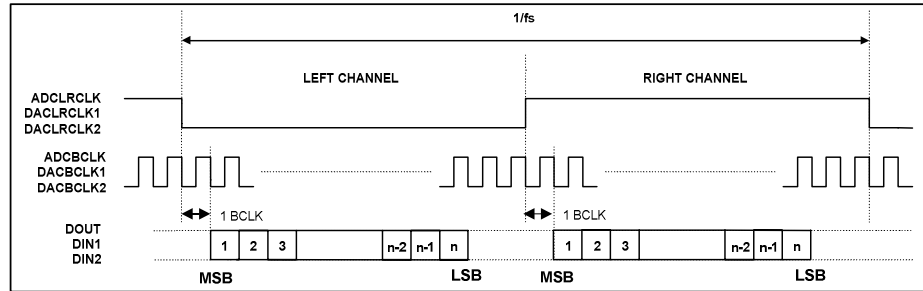 1/fs
LEFT CHANNEL RIGHT CHANNEL
ADCLRCLK
DACLRCLK1
DACLRCLK2
ADCBCLK
DACBCLK1
DACBCLK2
1 BCLK 1 BCLK
DOUT
DIN1
DIN2
1 2 3 n-2 n-1 n 1 2 3 n-2 n-1 n
MSB LSB MSB LSB